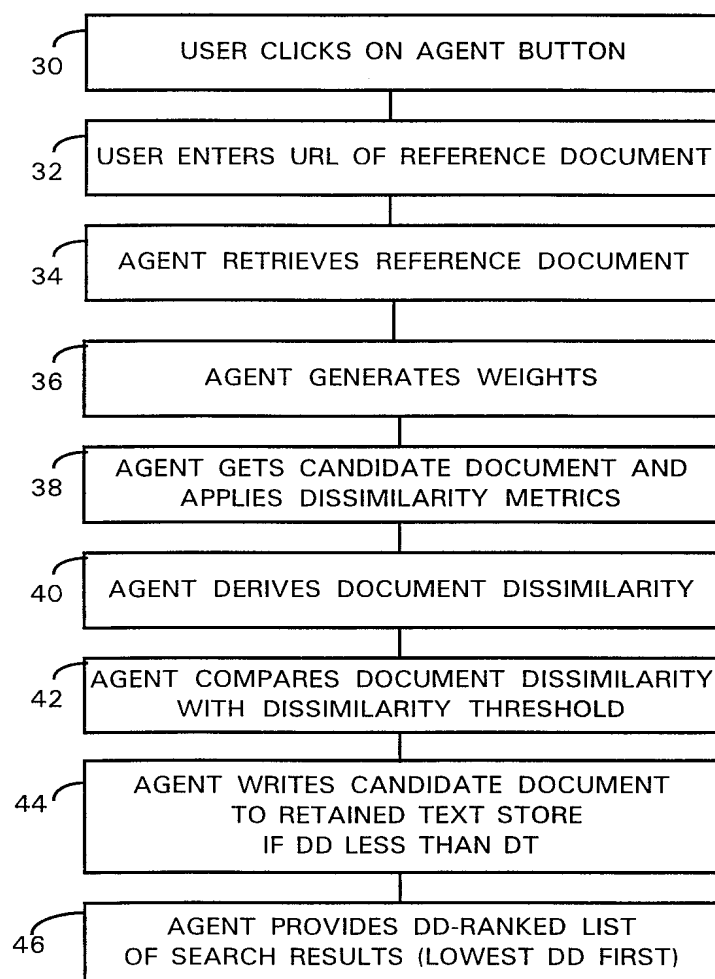 30
USER CLICKS ON AGENT BUTTON
32
USER ENTERS URL OF REFERENCE DOCUMENT
34
AGENT RETRIEVES REFERENCE DOCUMENT
36
AGENT GENERATES WEIGHTS
38
AGENT GETS CANDIDATE DOCUMENT AND
APPLIES DISSIMILARITY METRICS
40
AGENT DERIVES DOCUMENT DISSIMILARITY
42
AGENT COMPARES DOCUMENT DISSIMILARITY
WITH DISSIMILARITY THRESHOLD
44
AGENT WRITES CANDIDATE DOCUMENT
TO RETAINED TEXT STORE
IF DD LESS THAN DT
46
AGENT PROVIDES DD-RANKED LIST
OF SEARCH RESULTS (LOWEST DD FIRST)